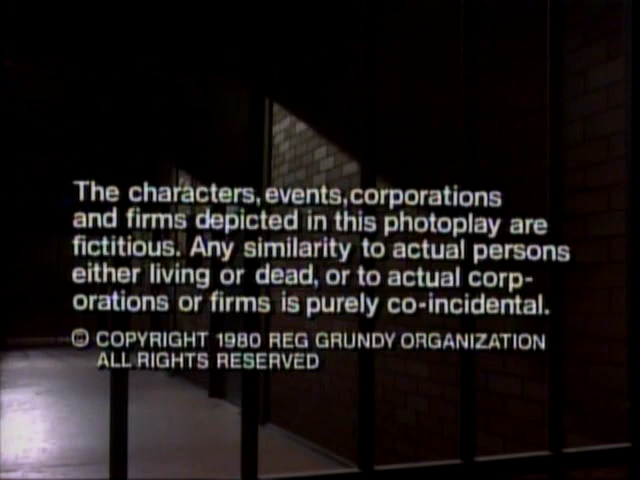 The characters, events, corporations
and firms depicted in this photoplay are
fictitious. Any similarity to actual persons
either living or dead, or to actual corp-
orations or firms is purely co-incidental.
© COPYRIGHT 1980 REG GRUNDY ORGANIZATION
ALL RIGHTS RESERVED